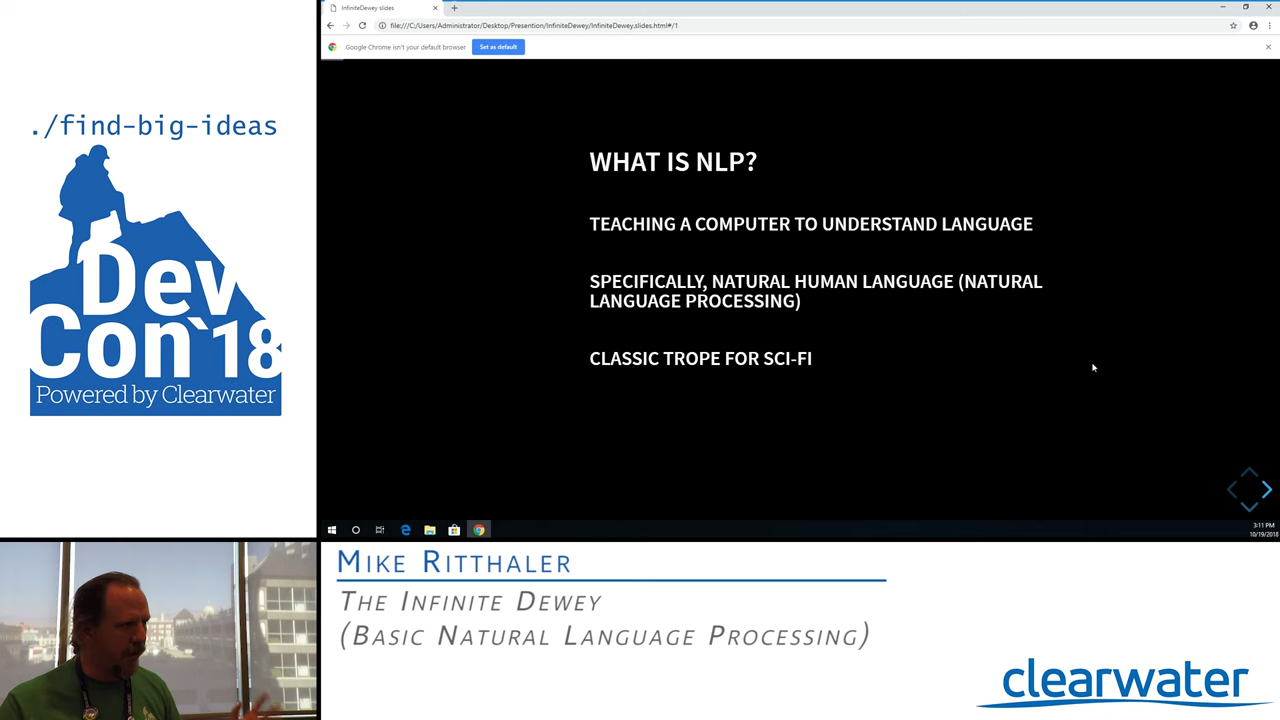 ./find-big-ideas
Dev
Con`18
Powered by Clearwater
InfiniteDewey slides
file:///C:/Users/Administrator/Desktop/Presention/InfiniteDewey/InfiniteDewey.slides.html#/1
Google Chrome isn't your default browser
Set as default
WHAT IS NLP?
TEACHING A COMPUTER TO UNDERSTAND LANGUAGE
SPECIFICALLY, NATURAL HUMAN LANGUAGE (NATURAL
LANGUAGE PROCESSING)
CLASSIC TROPE FOR SCI-FI
3:11 PM
10/19/2018
MIKE RITTHALER
THE INFINITE DEWEY
(BASIC NATURAL LANGUAGE PROCESSING)
clearwater